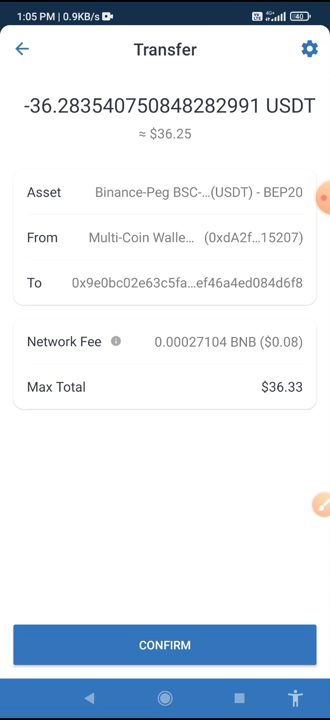 1:05 PM | 0.9KB/s 4G+ 40
Transfer
-36.283540750848282991 USDT
≈ $36.25
Asset Binance-Peg BSC-...(USDT) - BEP20
From Multi-Coin Walle... (0xdA2f...15207)
To 0x9e0bc02e63c5fa...ef46a4ed084d6f8
Network Fee 0.00027104 BNB ($0.08)
Max Total $36.33
CONFIRM